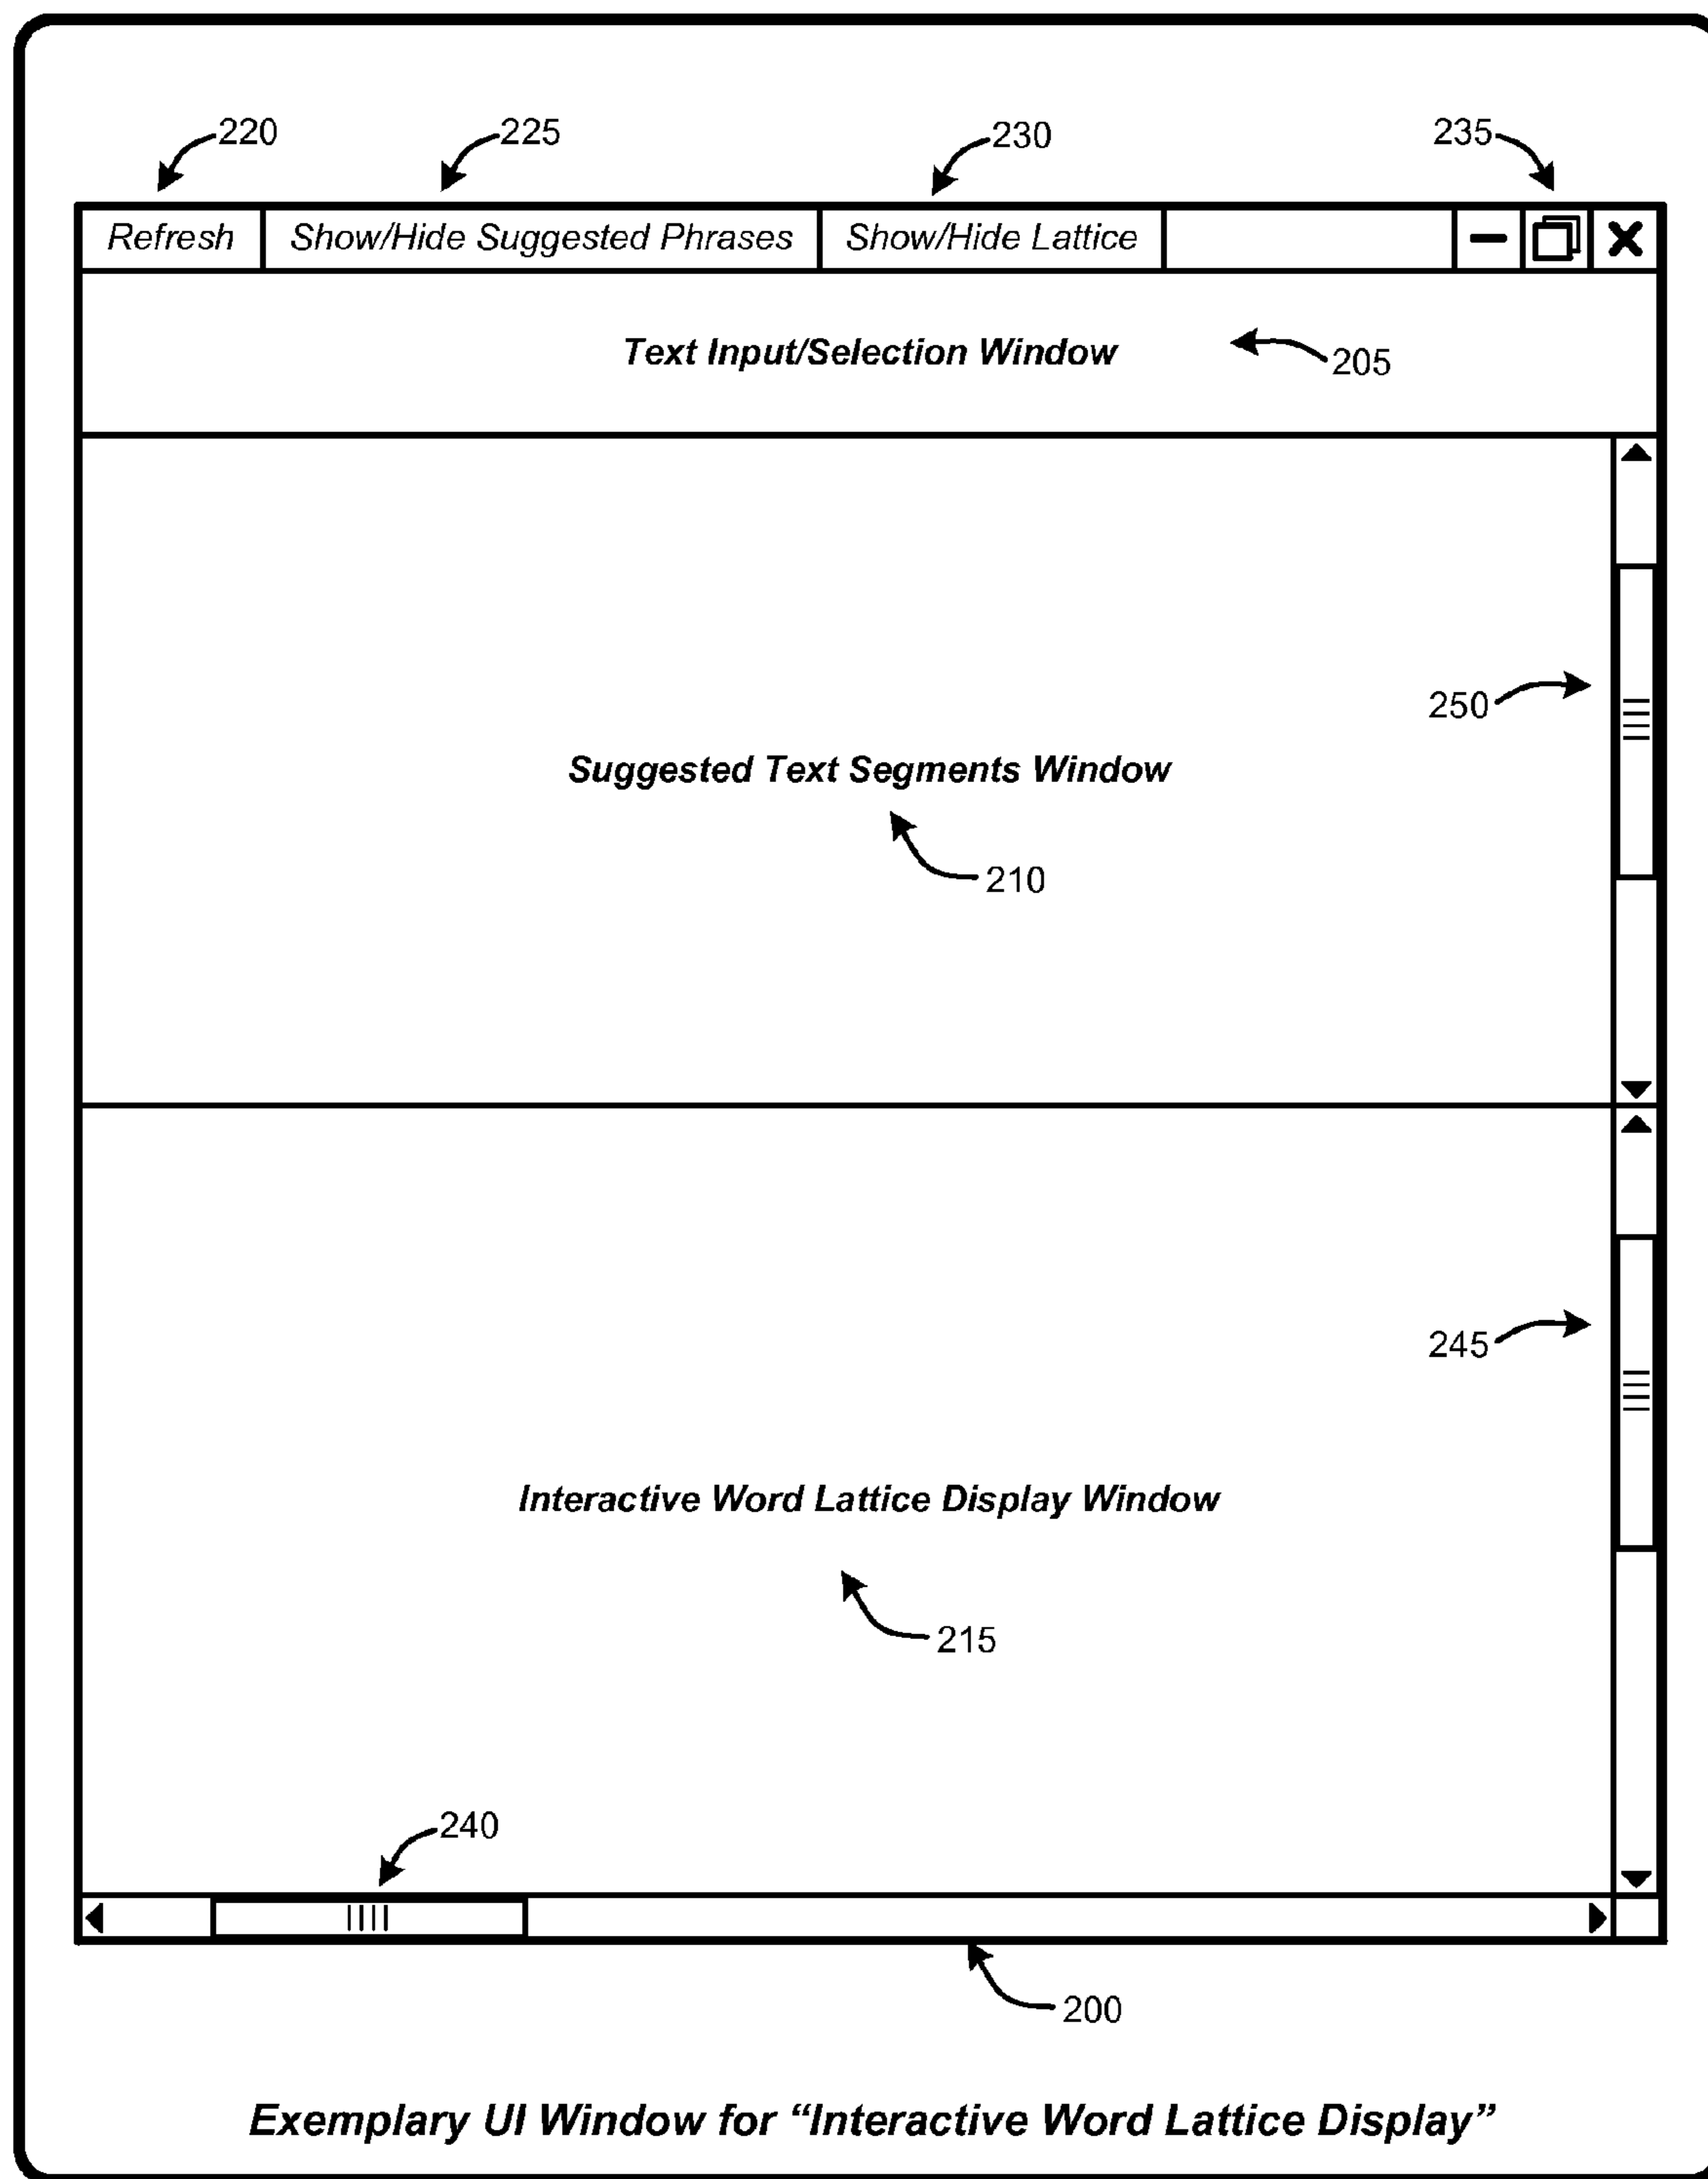 220 225 230 235
Refresh Show/Hide Suggested Phrases Show/Hide Lattice
Text Input/Selection Window
205
250
Suggested Text Segments Window
210
245
Interactive Word Lattice Display Window
215
240
200
Exemplary UI Window for “Interactive Word Lattice Display”